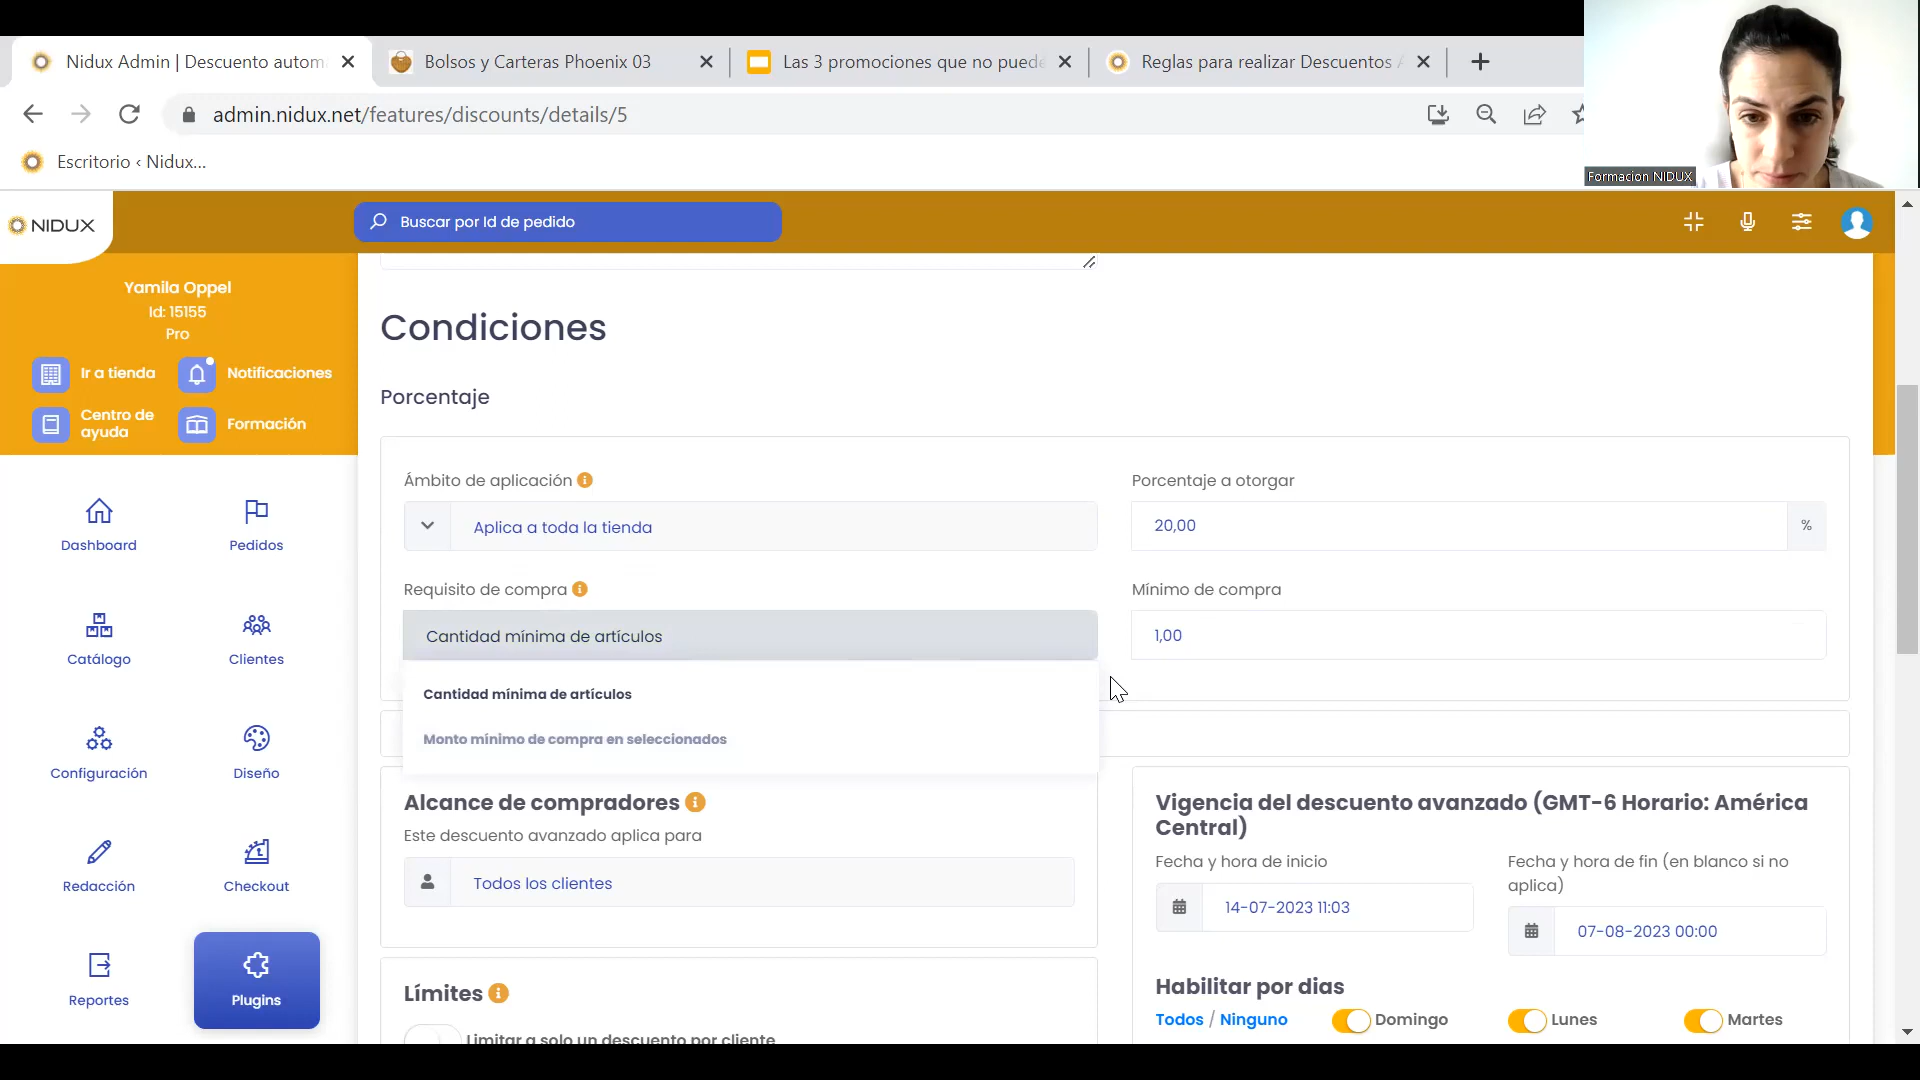 Nidux Admin | Descuento autom
Bolsos y Carteras Phoenix 03
Las 3 promociones que no puede
Reglas para realizar Descuentos A
admin.nidux.net/features/discounts/details/5
Escritorio ‹ Nidux...
Formacion NIDUX
NIDUX
Buscar por Id de pedido
Yamila Oppel
Id: 15155
Pro
Ir a tienda
Notificaciones
Centro de
ayuda
Formación
Dashboard
Pedidos
Catálogo
Clientes
Configuración
Diseño
Redacción
Checkout
Reportes
Plugins
Condiciones
Porcentaje
Ámbito de aplicación
Aplica a toda la tienda
Porcentaje a otorgar
20,00
%
Requisito de compra
Cantidad mínima de artículos
Mínimo de compra
1,00
Cantidad mínima de artículos
Monto mínimo de compra en seleccionados
Alcance de compradores
Este descuento avanzado aplica para
Todos los clientes
Límites
Limitar a solo un descuento por cliente
Vigencia del descuento avanzado (GMT-6 Horario: América
Central)
Fecha y hora de inicio
14-07-2023 11:03
Fecha y hora de fin (en blanco si no
aplica)
07-08-2023 00:00
Habilitar por dias
Todos / Ninguno
Domingo
Lunes
Martes